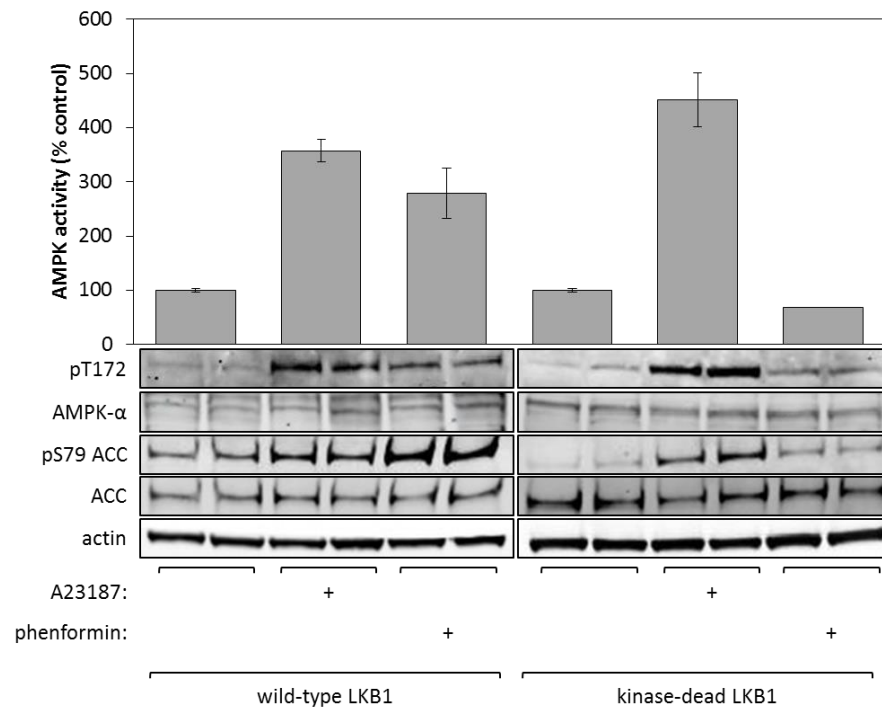 AMPK activity (% control)
600
500
400
300
200
100
0
pT172
AMPK-α
pS79 ACC
ACC
actin
A23187: + +
phenformin: + +
wild-type LKB1 kinase-dead LKB1